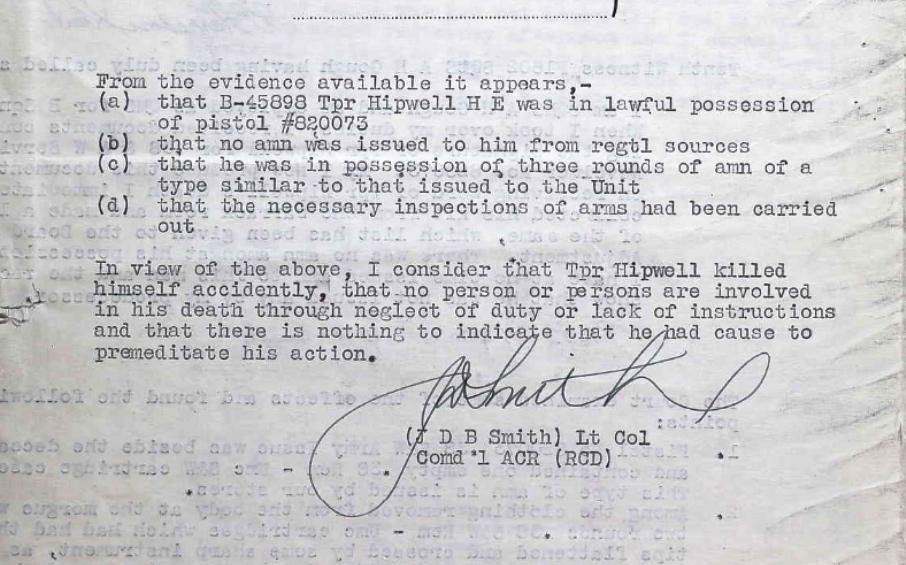 From the evidence available it appears,-
(a) that B-45898 Tpr Hipwell H E was in lawful possession
of pistol #820073
(b) that no amn was issued to him from regtl sources
(c) that he was in possession of three rounds of amn of a
type similar to that issued to the Unit
(d) that the necessary inspections of arms had been carried
out
In view of the above, I consider that Tpr Hipwell killed
himself accidently, that no person or persons are involved
in his death through neglect of duty or lack of instructions
and that there is nothing to indicate that he had cause to
premeditate his action.
(J D B Smith) Lt Col
Comd 1 ACR (RCD)